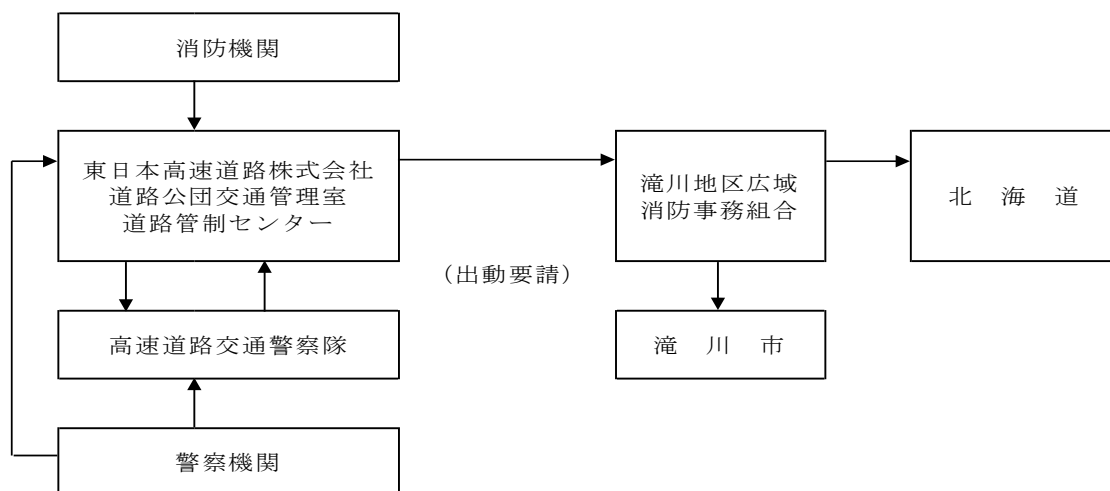 消防機関
東日本高速道路株式会社
道路公団交通管理室
道路管制センター
滝川地区広域
消防事務組合
北 海 道
(出動要請)
高速道路交通警察隊
滝 川 市
警察機関